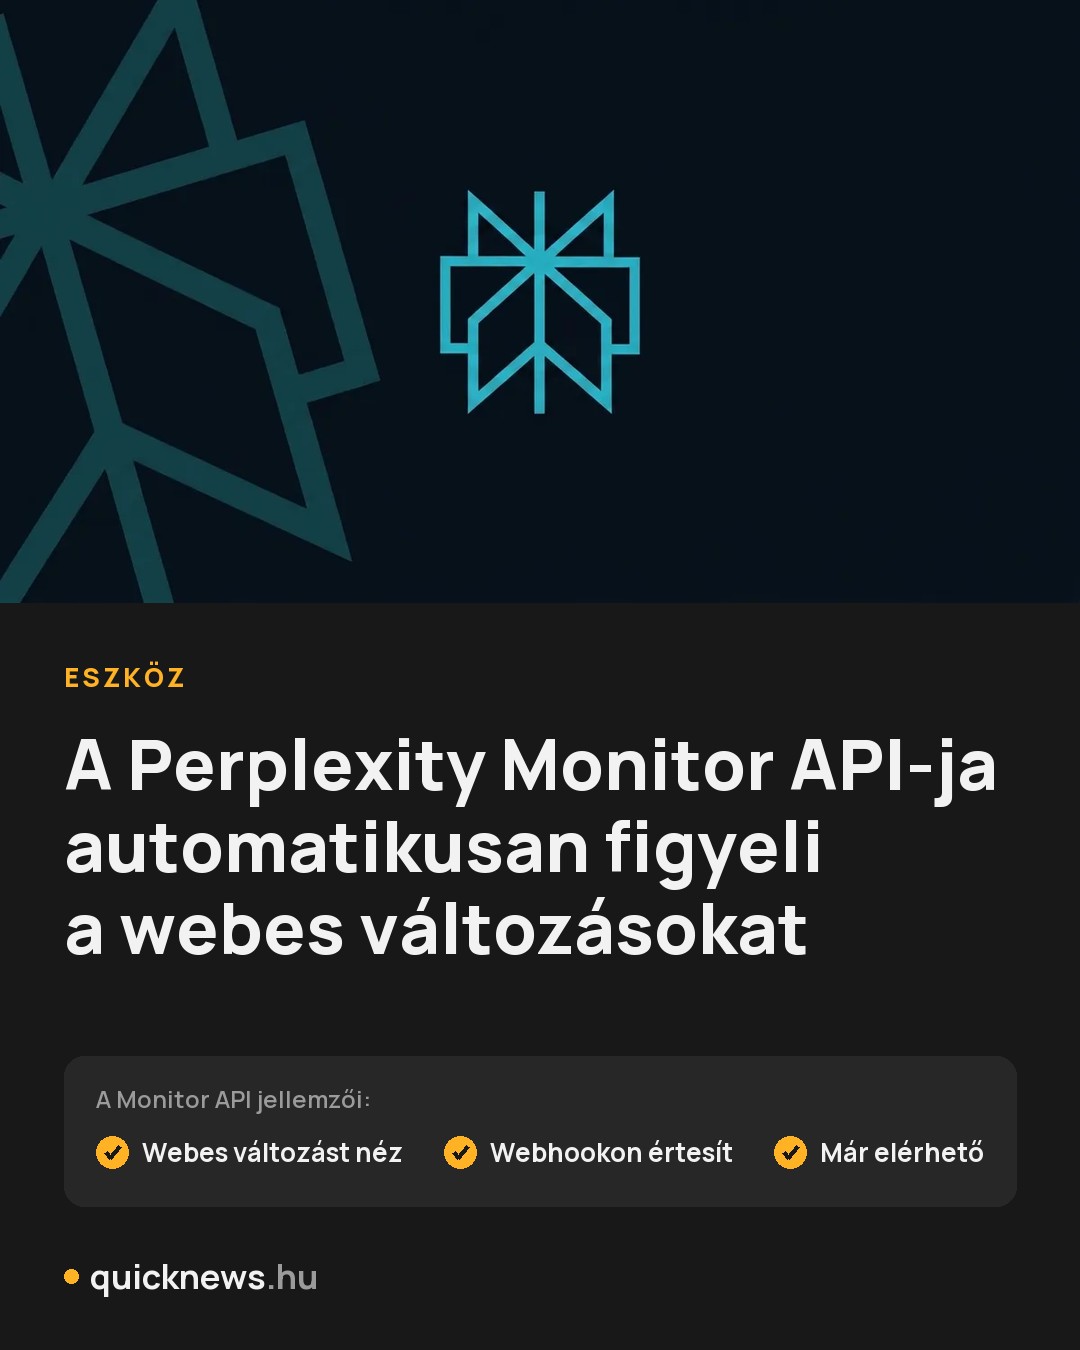 ESZKÖZ
A Perplexity Monitor API-ja
automatikusan figyeli
a webes változásokat
A Monitor API jellemzői:
Webes változást néz
Webhookon értesít
Már elérhető
quicknews.hu